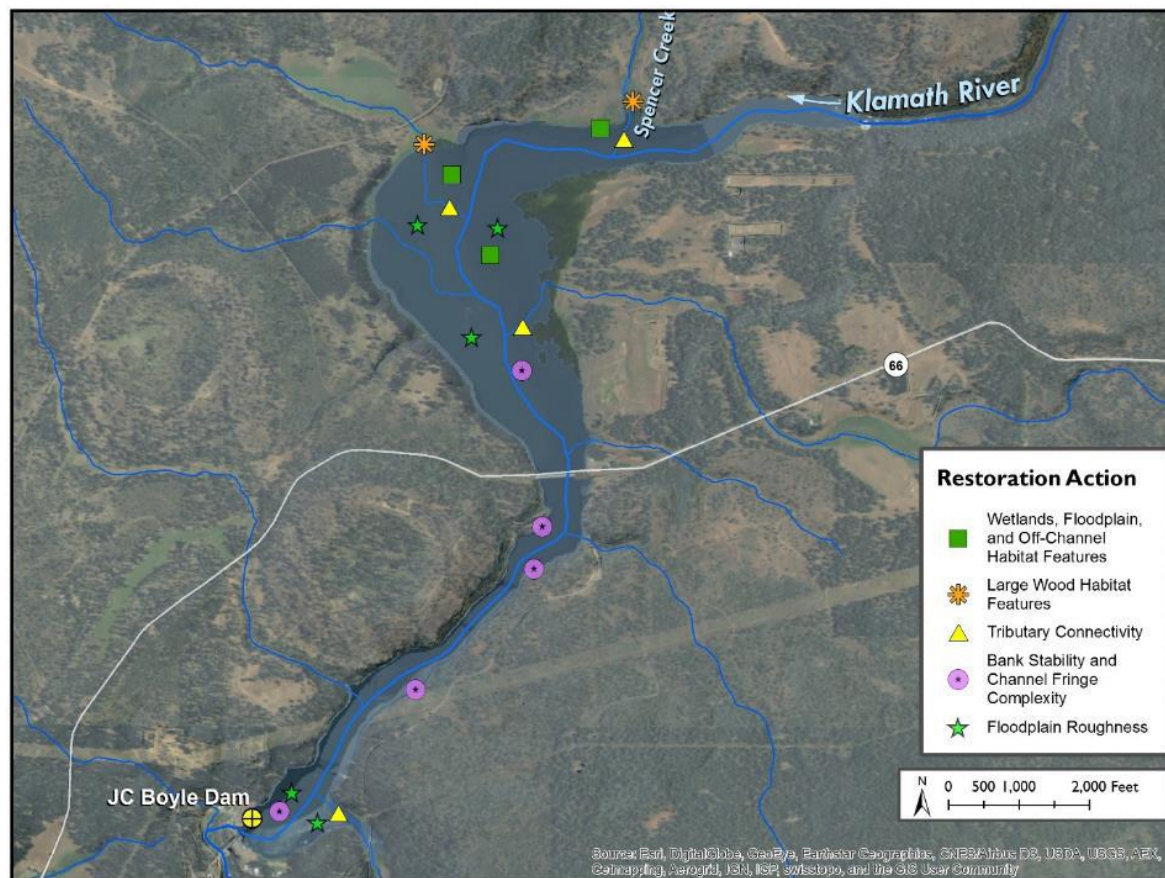 Spencer Creek
Klamath River
66
Restoration Action
Wetlands, Floodplain,
and Off-Channel
Habitat Features
Large Wood Habitat
Features
Tributary Connectivity
Bank Stability and
Channel Fringe
Complexity
Floodplain Roughness
JC Boyle Dam
N
0 500 1,000 2,000 Feet
Source: Esri, DigitalGlobe, GeoEye, Earthstar Geographics, CNES/Airbus DS, USDA, USGS, AEX,
Getmapping, Aerogrid, IGN, IGP, swisstopo, and the GIS User Community